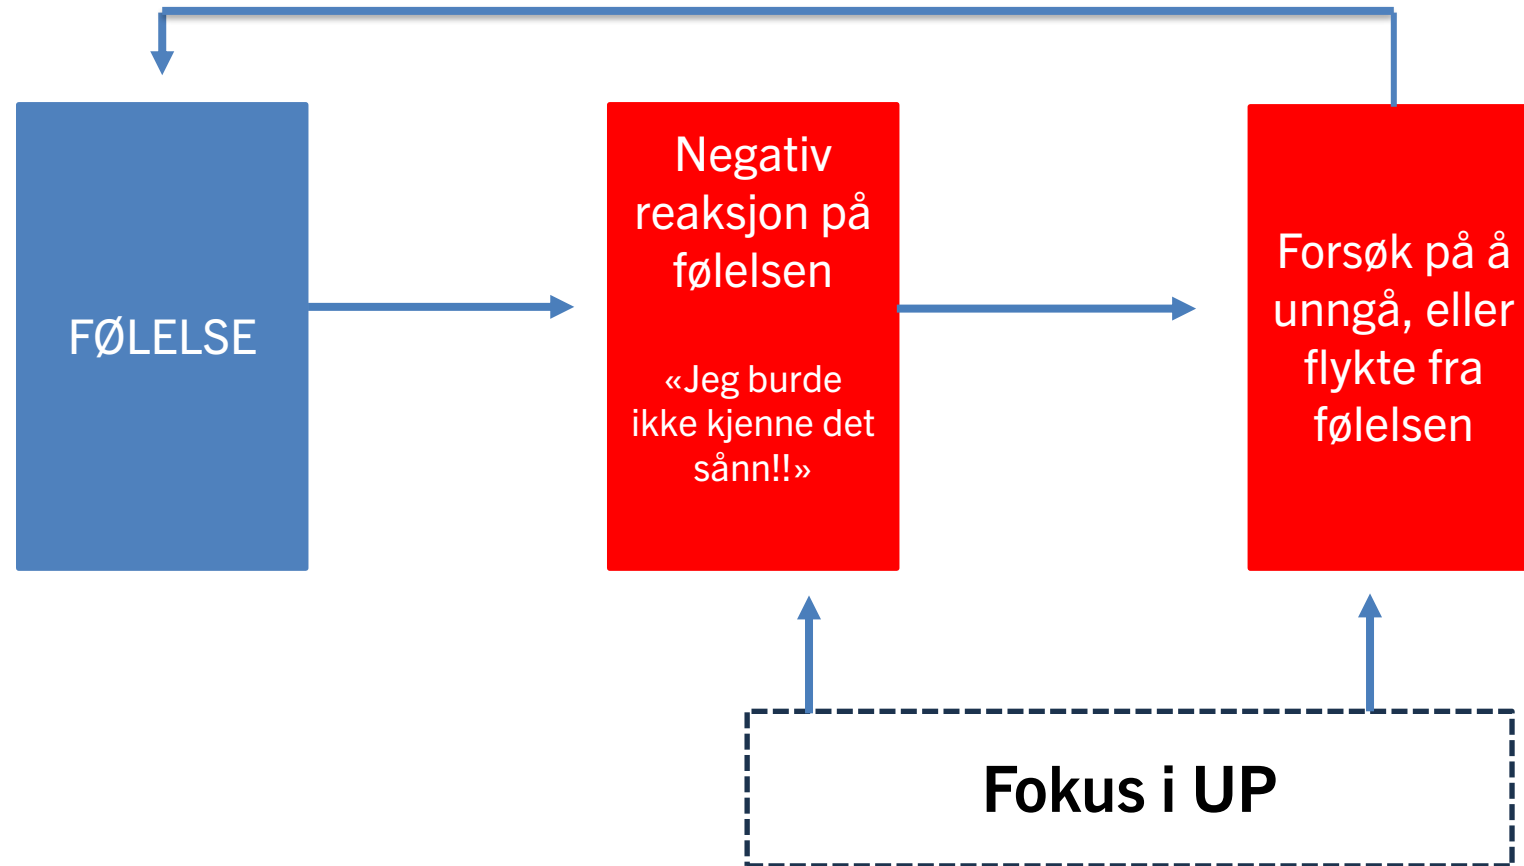 FØLELSE
Negativ
reaksjon på
følelsen
«Jeg burde
ikke kjenne det
sånn!!»
Forsøk på å
unngå, eller
flykte fra
følelsen
Fokus i UP